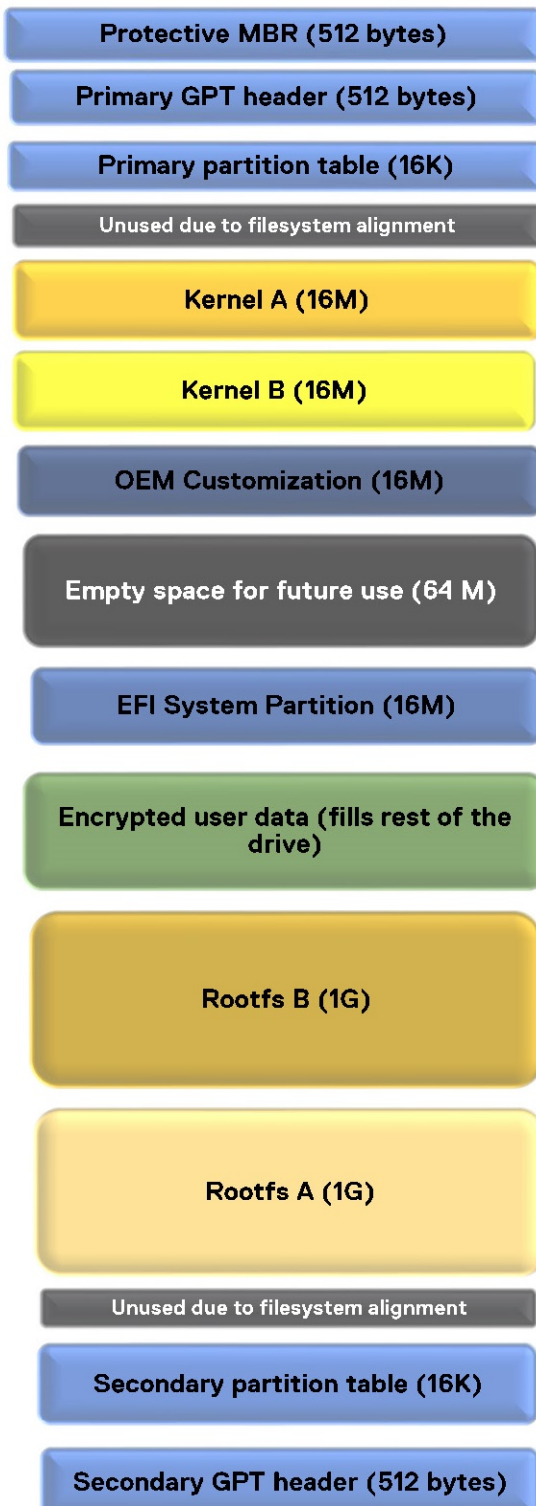 Protective MBR (512 bytes)
Primary GPT header (512 bytes)
Primary partition table (16K)
Unused due to filesystem alignment
Kernel A (16M)
Kernel B (16M)
OEM Customization (16M)
Empty space for future use (64 M)
EFI System Partition (16M)
Encrypted user data (fills rest of the
drive)
Rootfs B (1G)
Rootfs A (1G)
Unused due to filesystem alignment
Secondary partition table (16K)
Secondary GPT header (512 bytes)